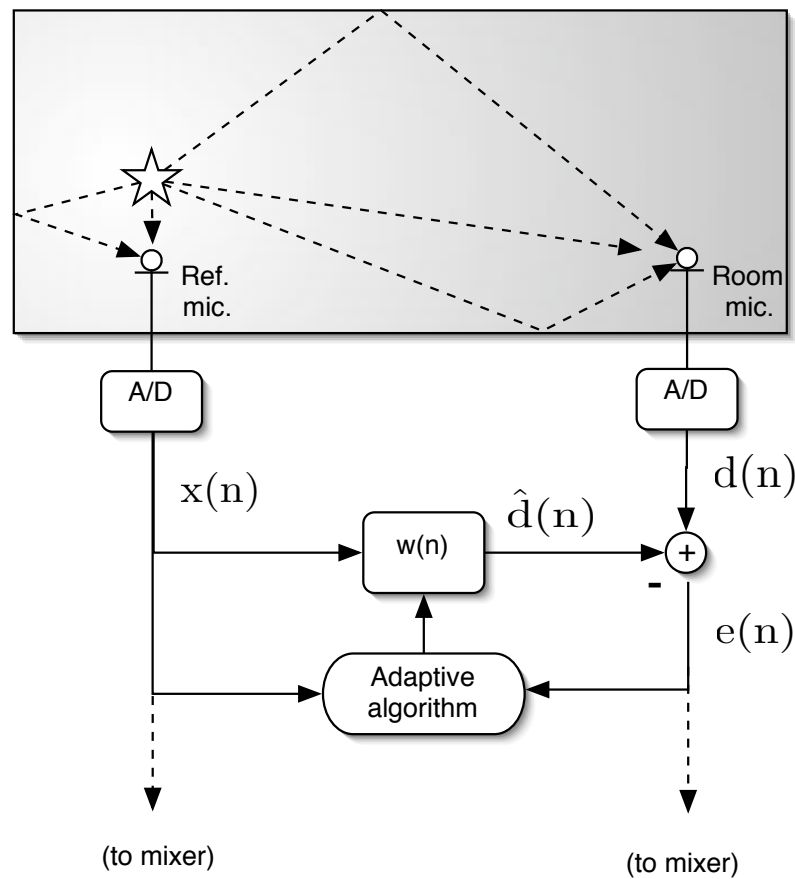 Ref.
mic.
Room
mic.
A/D
A/D
x(n)
d̂(n)
d(n)
w(n)
+
-
e(n)
Adaptive
algorithm
(to mixer)
(to mixer)